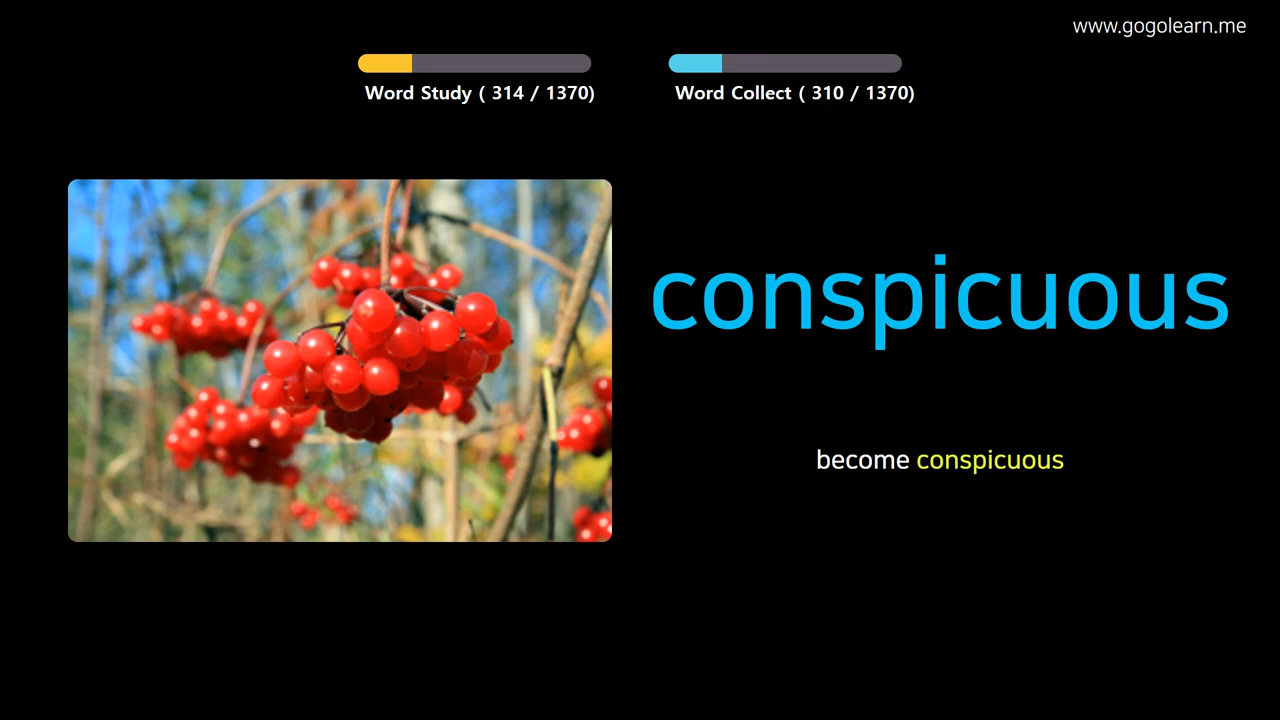 www.gogolearn.me
Word Study ( 314 / 1370)
Word Collect ( 310 / 1370)
conspicuous
become conspicuous